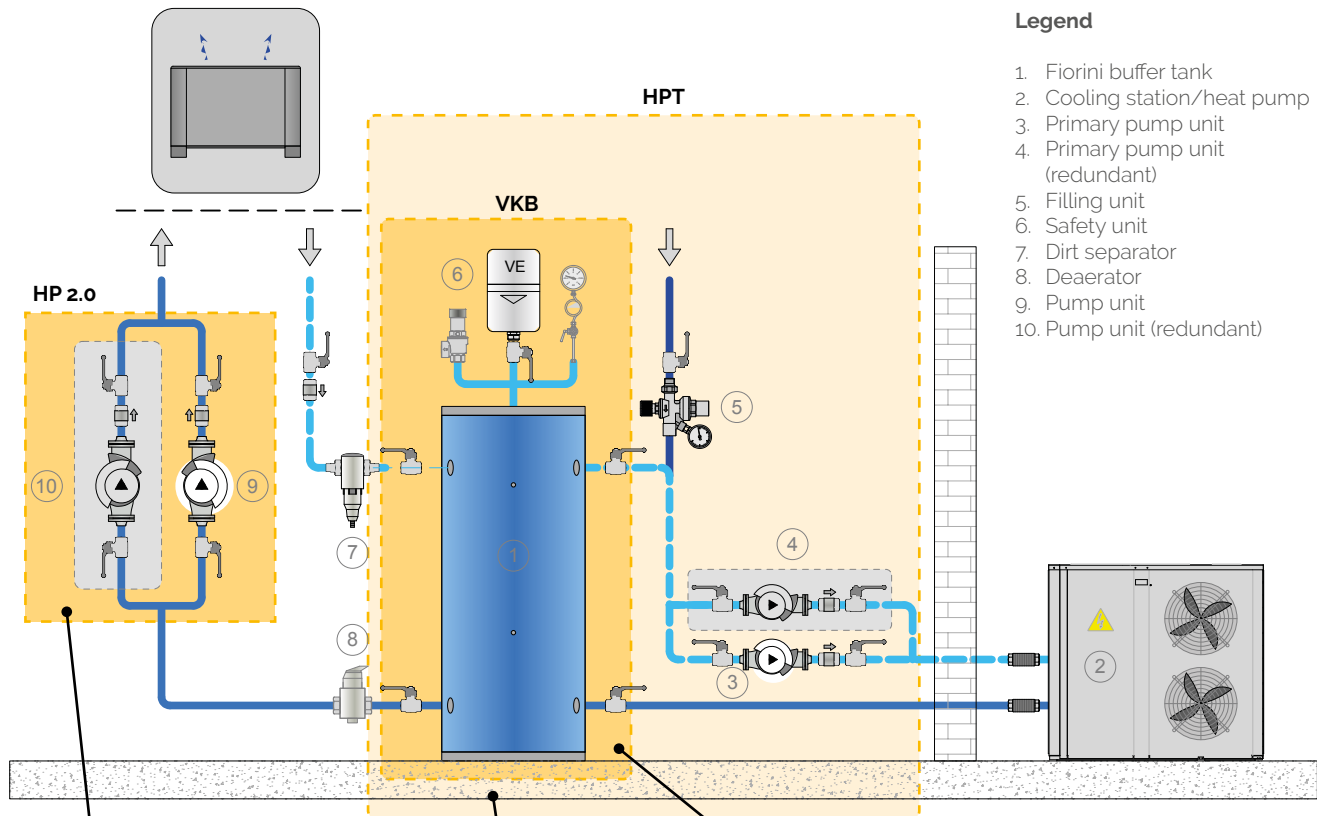 Legend
1. Fiorini buffer tank
2. Cooling station/heat pump
3. Primary pump unit
4. Primary pump unit
(redundant)
5. Filling unit
6. Safety unit
7. Dirt separator
8. Deaerator
9. Pump unit
10. Pump unit (redundant)
HPT
VKB
HP 2.0
VE
6
5
10
9
7
1
4
8
3
2